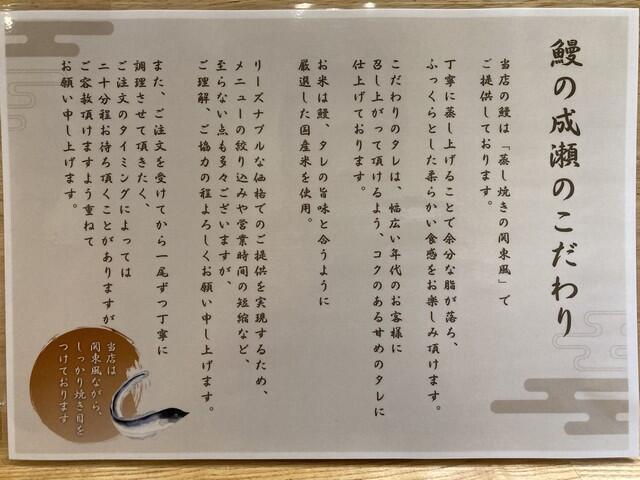 鰻の成瀬のこだわり
当店の鰻は「蒸し焼きの関東風」で
ご提供しております。
丁寧に蒸し上げることで余分な脂が落ち、
ふっくらとした柔らかい食感をお楽しみ頂けます。
こだわりのタレは、幅広い年代のお客様に
召し上がって頂けるよう、コクのある甘めのタレに
仕上げております。
お米は鰻、タレの旨味と合うように
厳選した国産米を使用。
リーズナブルな価格でのご提供を実現するため、
メニューの絞り込みや営業時間の短縮など、
至らない点も多々ございますが、
ご理解、ご協力の程よろしくお願い申し上げます。
また、ご注文を受けてから一尾ずつ丁寧に
調理させて頂きたく、
ご注文のタイミングによっては
二十分程お待ち頂くことがありますが
ご容赦頂けますよう重ねて
お願い申し上げます。
当店は
関東風ながら、
しっかり焼き目を
つけております